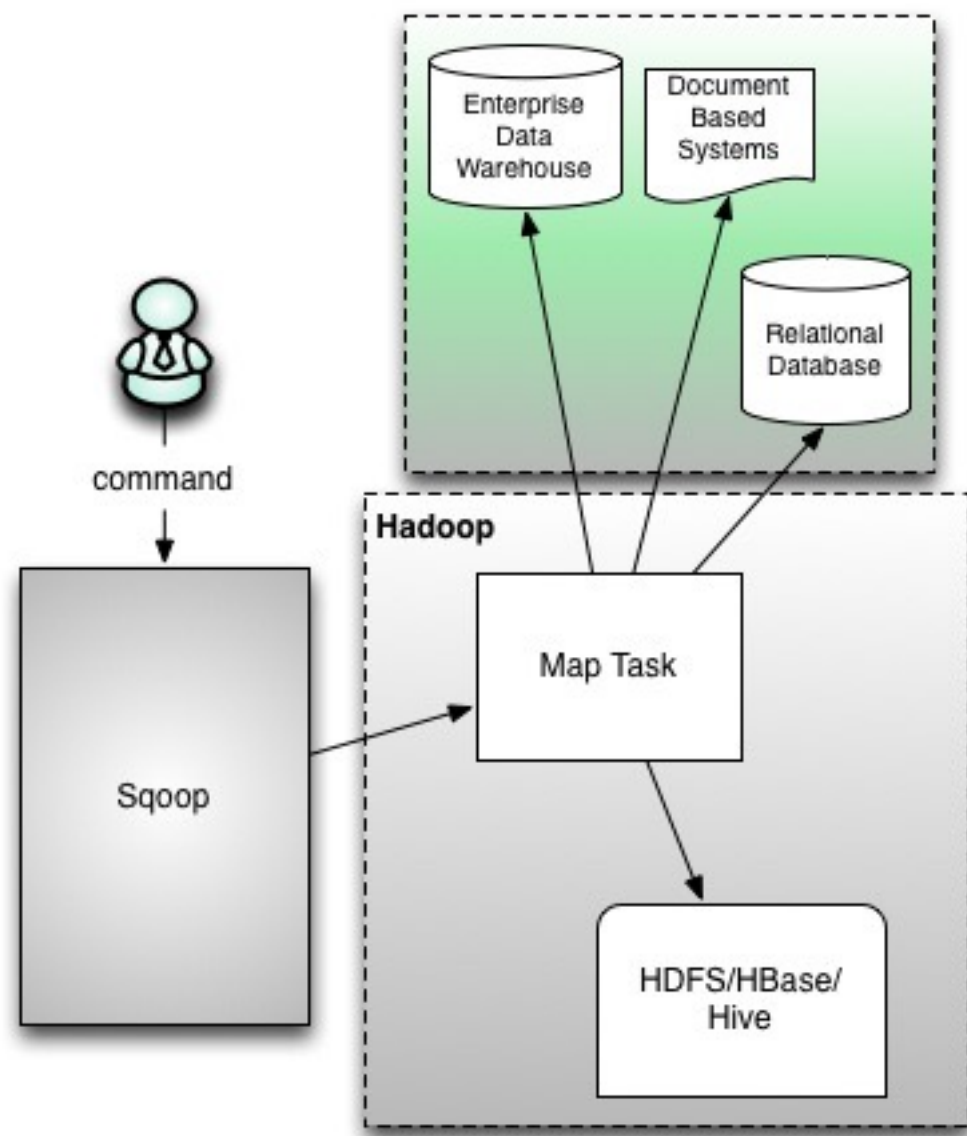 Enterprise
Data
Warehouse
Document
Based
Systems
Relational
Database
command
Hadoop
Map Task
Sqoop
HDFS/HBase/
Hive